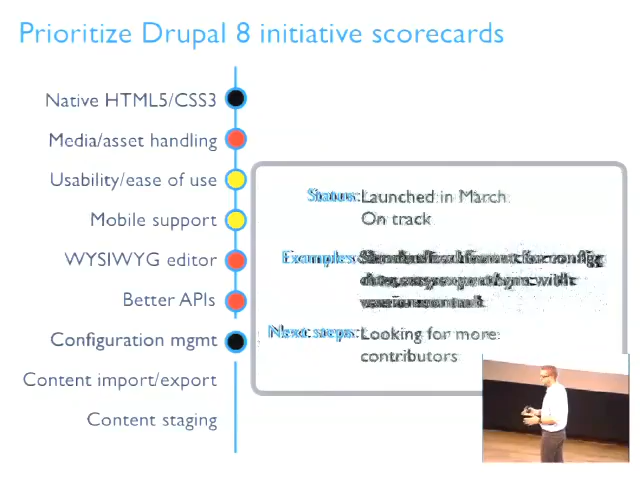 Prioritize Drupal 8 initiative scorecards
Native HTML5/CSS3
Media/asset handling
Usability/ease of use
Mobile support
WYSIWYG editor
Better APIs
Configuration mgmt
Content import/export
Content staging
Status: Launched in March
On track
Examples
Next steps: Looking for more
contributors